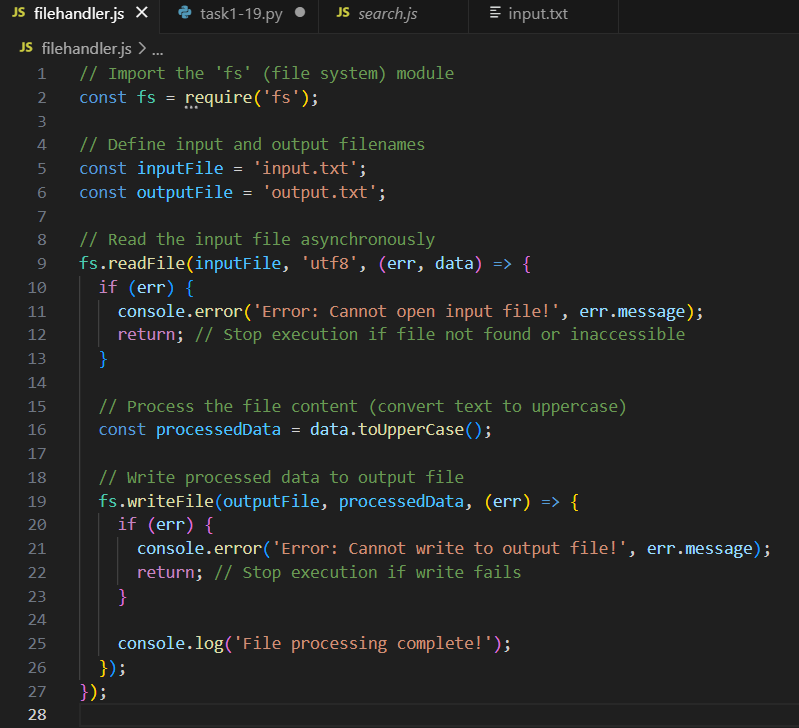 JS filehandler.js × task1-19.py ● JS search.js input.txt
JS filehandler.js > ...
1 // Import the 'fs' (file system) module
2 const fs = require('fs');
3
4 // Define input and output filenames
5 const inputFile = 'input.txt';
6 const outputFile = 'output.txt';
7
8 // Read the input file asynchronously
9 fs.readFile(inputFile, 'utf8', (err, data) => {
10   if (err) {
11     console.error('Error: Cannot open input file!', err.message);
12     return; // Stop execution if file not found or inaccessible
13   }
14
15   // Process the file content (convert text to uppercase)
16   const processedData = data.toUpperCase();
17
18   // Write processed data to output file
19   fs.writeFile(outputFile, processedData, (err) => {
20     if (err) {
21       console.error('Error: Cannot write to output file!', err.message);
22       return; // Stop execution if write fails
23     }
24
25     console.log('File processing complete!');
26   });
27 });
28